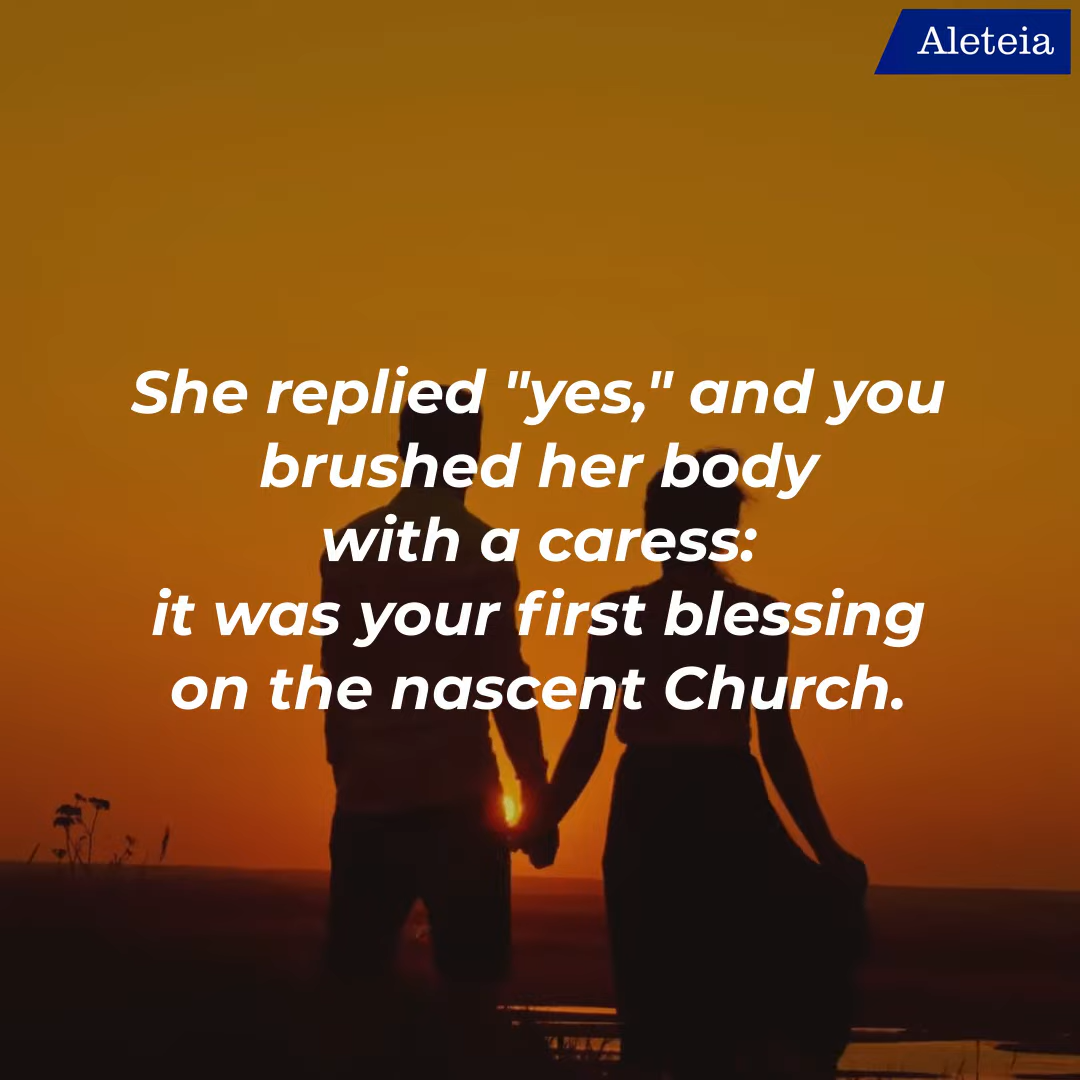 Aleteia
She replied "yes," and you
brushed her body
with a caress:
it was your first blessing
on the nascent Church.